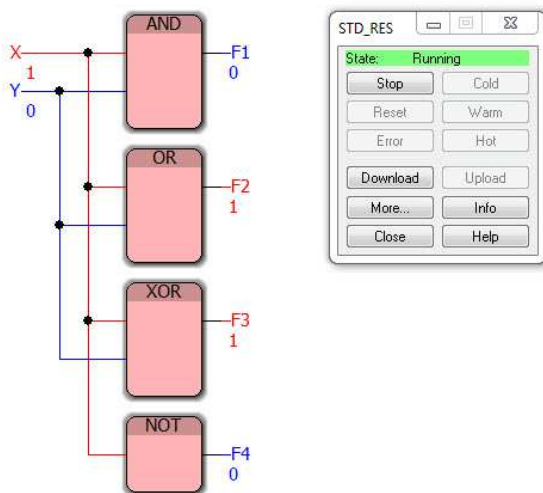 AND
X
1
Y
0
F1
0
OR
F2
1
XOR
F3
1
NOT
F4
0
STD_RES
State: Running
Stop Cold
Reset Warm
Error Hot
Download Upload
More... Info
Close Help